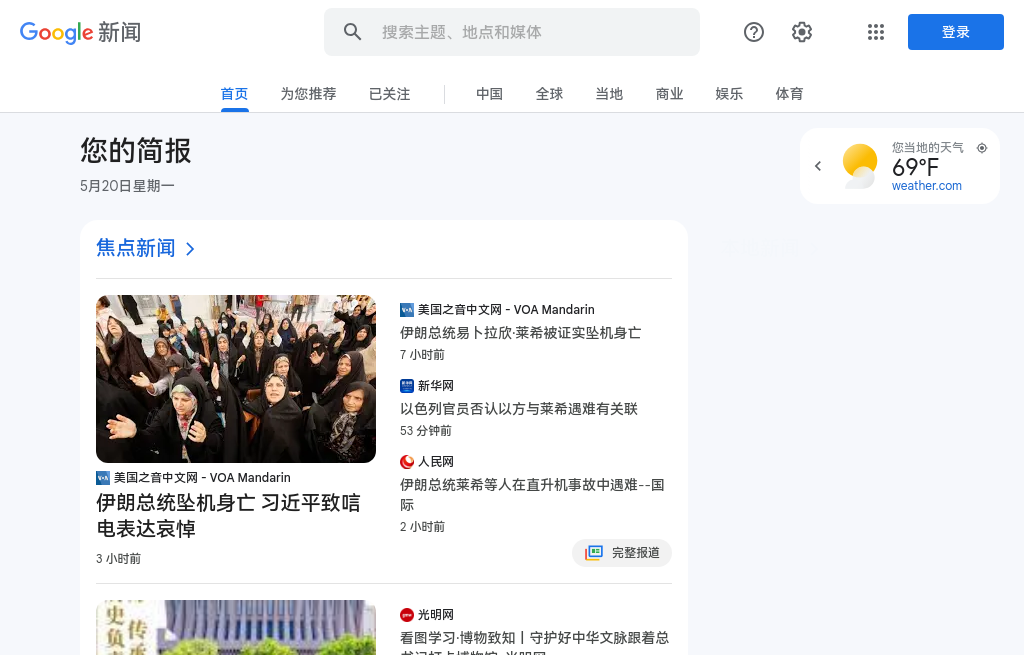 Google 新闻
搜索主题、地点和媒体
登录
首页
为您推荐
已关注
中国
全球
当地
商业
娱乐
体育
您的简报
5月20日星期一
您当地的天气
69°F
weather.com
焦点新闻
美国之音中文网 - VOA Mandarin
伊朗总统坠机身亡 习近平致唁
电表达哀悼
3 小时前
美国之音中文网 - VOA Mandarin
伊朗总统易卜拉欣·莱希被证实坠机身亡
7 小时前
新华网
以色列官员否认以方与莱希遇难有关联
53 分钟前
人民网
伊朗总统莱希等人在直升机事故中遇难--国
际
2 小时前
完整报道
光明网
看图学习·博物致知丨守护好中华文脉跟着总